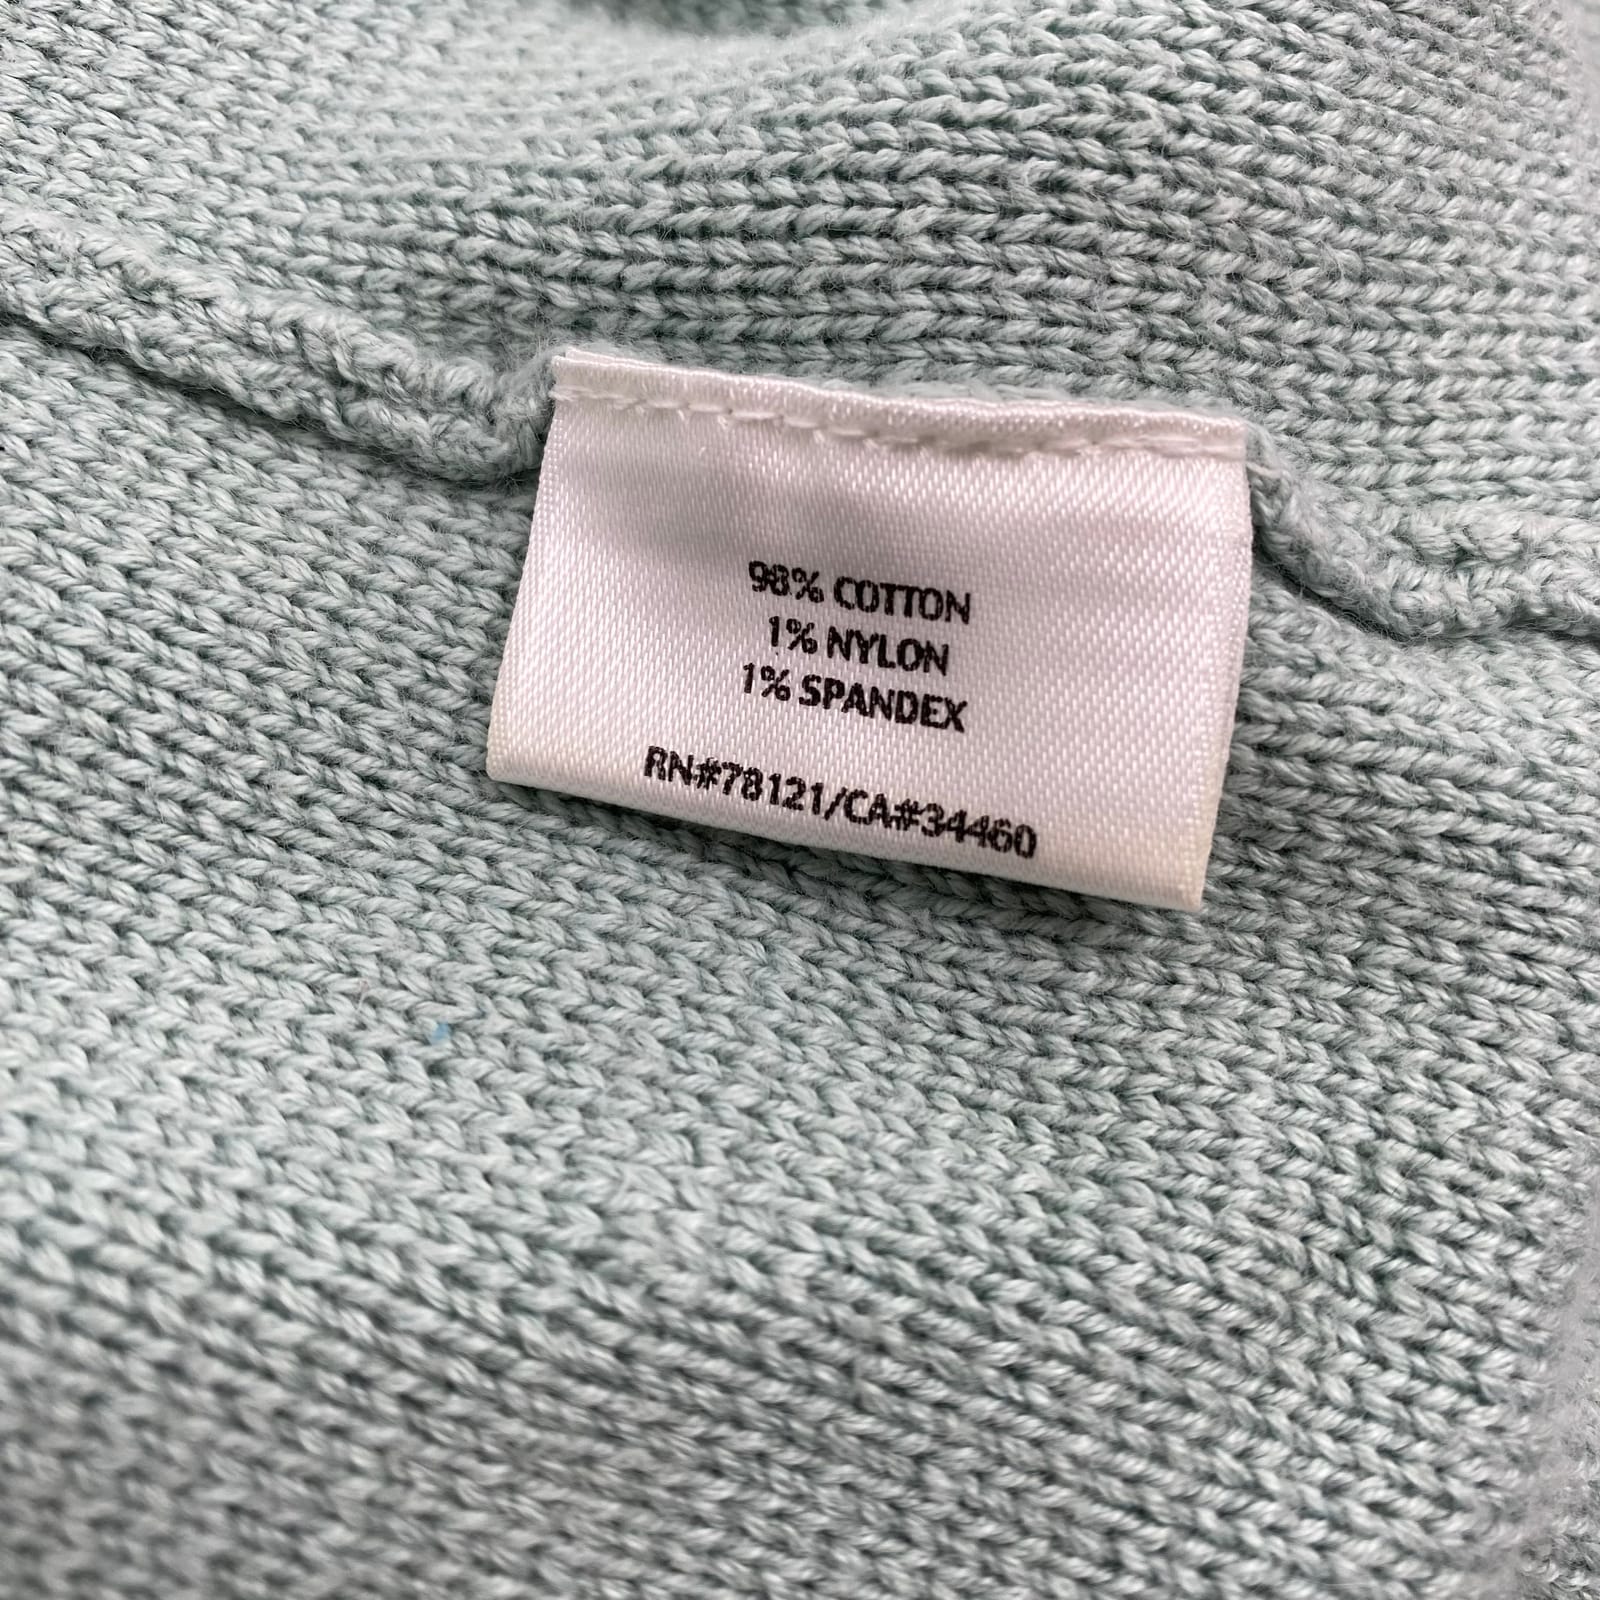 98% COTTON
1% NYLON
1% SPANDEX
RN#78121/CA#34460